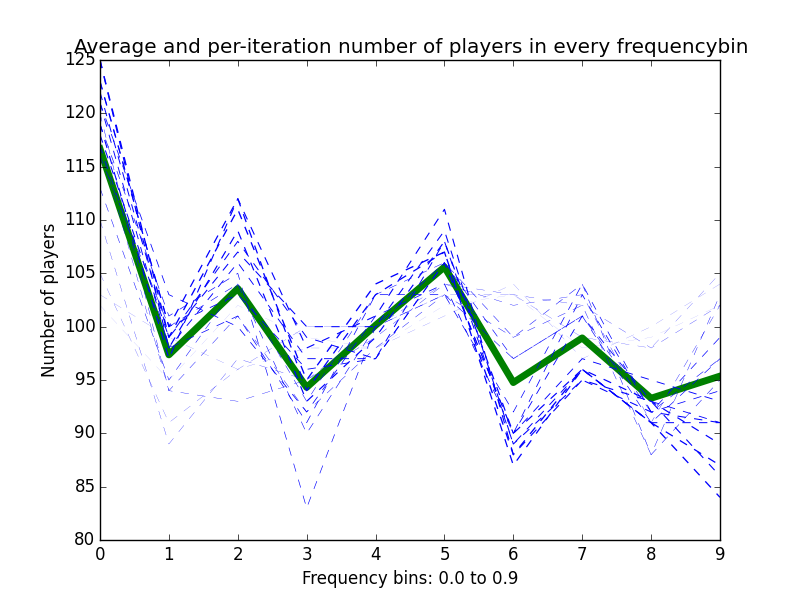 Average and per-iteration number of players in every frequencybin
125
120
115
110
105
100
95
90
85
80
Number of players
0 1 2 3 4 5 6 7 8 9
Frequency bins: 0.0 to 0.9